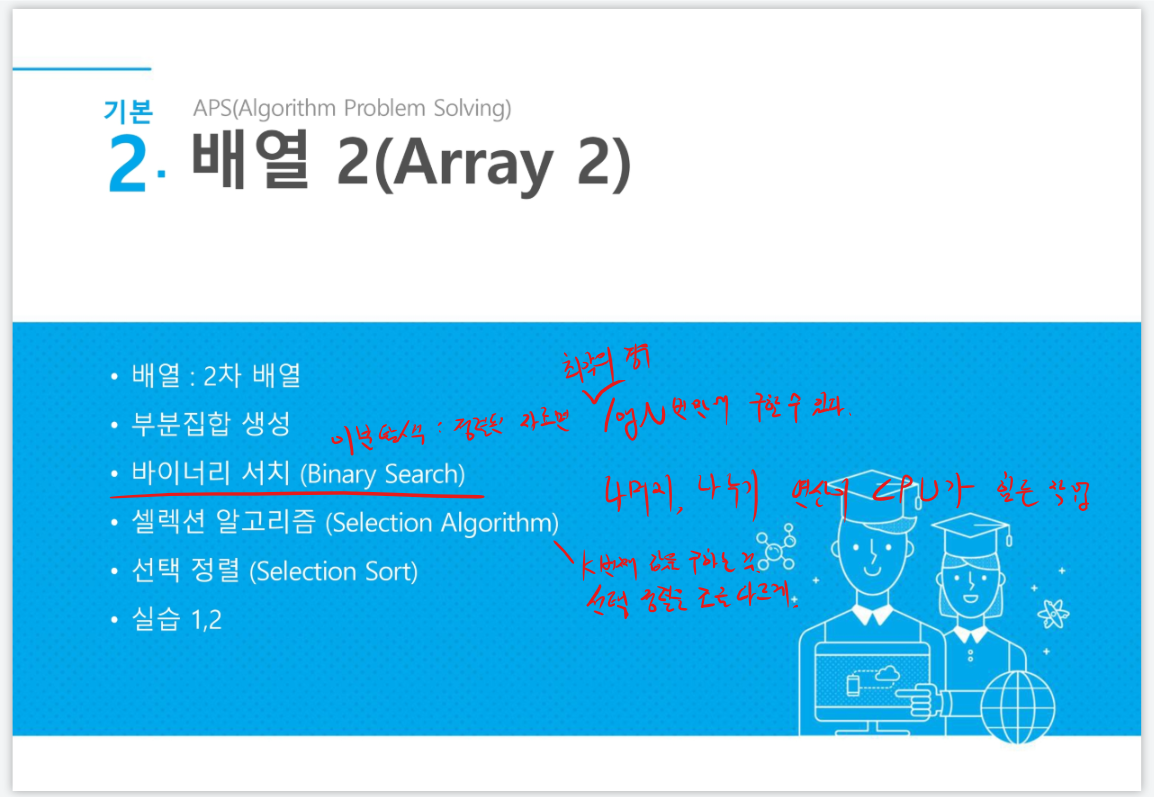 기본
APS(Algorithm Problem Solving)
2. 배열 2(Array 2)
• 배열 : 2차 배열
• 부분집합 생성
• 바이너리 서치 (Binary Search)
• 셀렉션 알고리즘 (Selection Algorithm)
• 선택 정렬 (Selection Sort)
• 실습 1,2
최악의 경우
이분탐색 : 정렬된 자료면 logN번만에 구할 수 있다.
나머지, 나누기 연산이 CPU가 힘든 작업
k번째 값을 구하는 것.
선택 정렬을 조금 다르게.